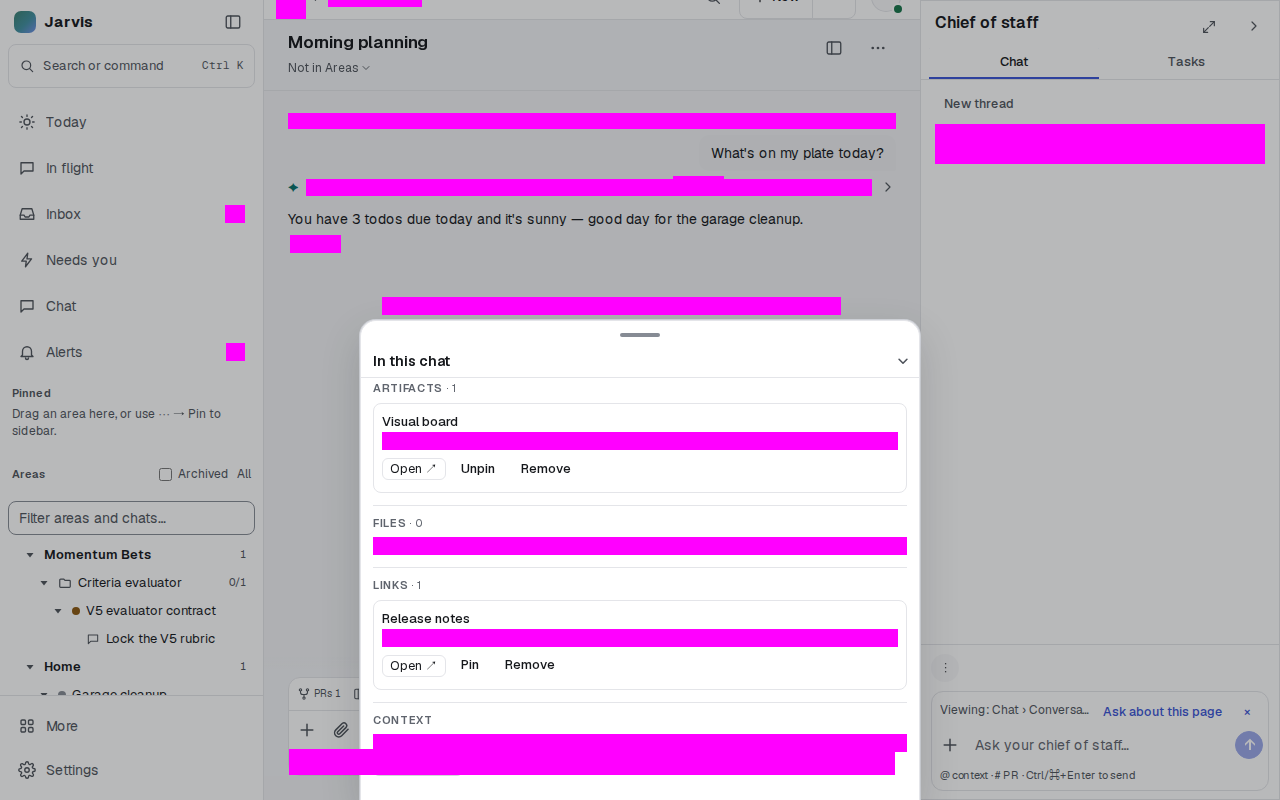 Jarvis
Search or command
Ctrl K
Today
In flight
Inbox
Needs you
Chat
Alerts
Pinned
Drag an area here, or use ··· → Pin to
sidebar.
Areas
Archived
All
Filter areas and chats...
Momentum Bets
1
Criteria evaluator
0/1
V5 evaluator contract
Lock the V5 rubric
Home
1
Garage cleanup
More
Settings
Morning planning
Not in Areas
What's on my plate today?
You have 3 todos due today and it's sunny — good day for the garage cleanup.
PRs 1
In this chat
ARTIFACTS · 1
Visual board
Open ↗
Unpin
Remove
FILES · 0
LINKS · 1
Release notes
Open ↗
Pin
Remove
CONTEXT
Chief of staff
Chat
Tasks
New thread
Viewing: Chat › Conversa...
Ask about this page
×
Ask your chief of staff...
@ context · # PR · Ctrl/⌘+Enter to send